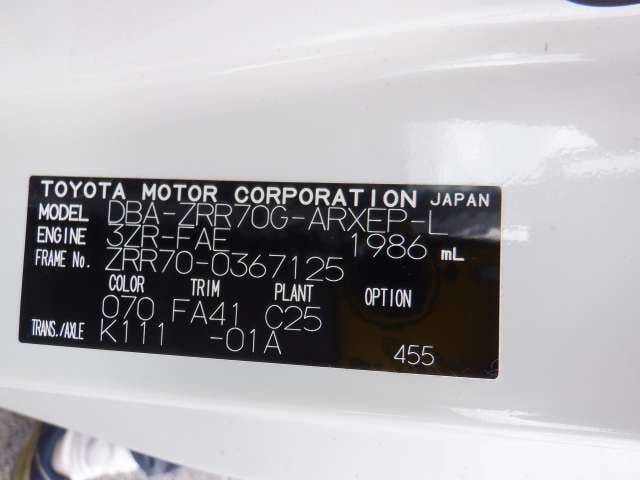 TOYOTA MOTOR CORPORATION JAPAN
MODEL DBA-ZRR70G-ARXEP-L
ENGINE 3ZR-FAE 1986 mL
FRAME No. ZRR70-0367125
COLOR TRIM PLANT OPTION
070 FA41 C25
TRANS./AXLE K111 -01A
455